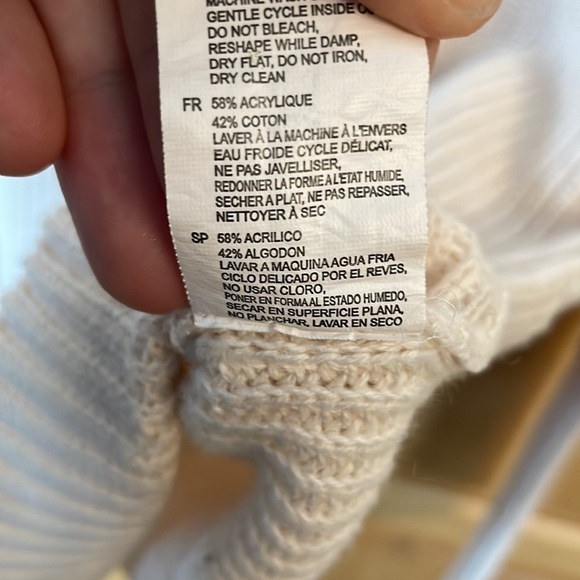 MACHINE WASH
GENTLE CYCLE INSIDE
DO NOT BLEACH,
RESHAPE WHILE DAMP,
DRY FLAT, DO NOT IRON,
DRY CLEAN
FR 58% ACRYLIQUE
42% COTON
LAVER À LA MACHINE À L'ENVERS
EAU FROIDE CYCLE DÉLICAT,
NE PAS JAVELLISER,
REDONNER LA FORME A L'ETAT HUMIDE,
SECHER A PLAT, NE PAS REPASSER,
NETTOYER À SEC
SP 58% ACRILICO
42% ALGODON
LAVAR A MAQUINA AGUA FRIA
CICLO DELICADO POR EL REVES,
NO USAR CLORO,
PONER EN FORMA AL ESTADO HUMEDO,
SECAR EN SUPERFICIE PLANA,
NO PLANCHAR, LAVAR EN SECO